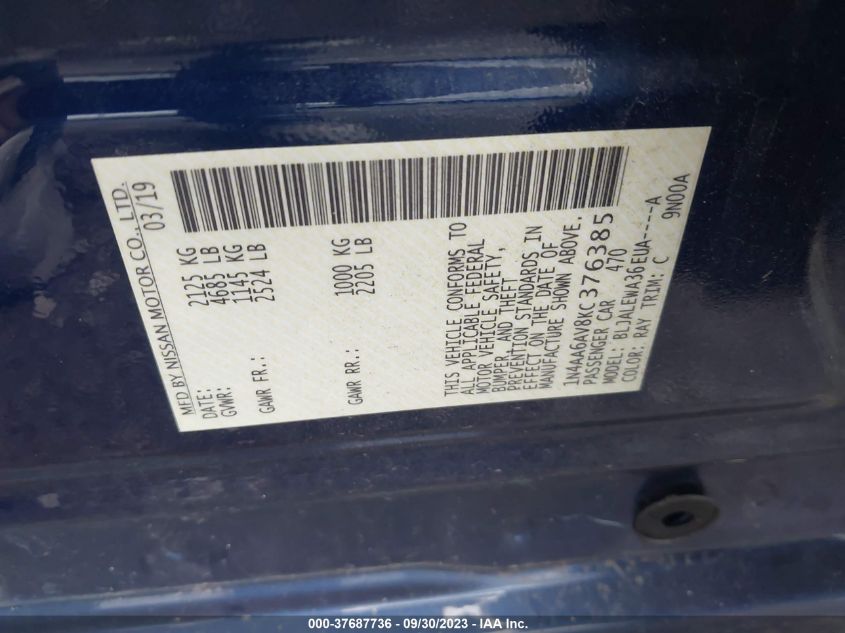 MFD BY NISSAN MOTOR CO., LTD.
DATE: 03/19
GVWR: 2125 KG
4685 LB
GAWR FR.: 1145 KG
2524 LB
GAWR RR.: 1000 KG
2205 LB
THIS VEHICLE CONFORMS TO
ALL APPLICABLE FEDERAL
MOTOR VEHICLE SAFETY,
BUMPER, AND THEFT
PREVENTION STANDARDS IN
EFFECT ON THE DATE OF
MANUFACTURE SHOWN ABOVE.
1N4AA6AV8KC376385
PASSENGER CAR 470
MODEL: BLJALEWA36EUA----A
COLOR: RAY TRIM: C 9N00A
000-37687736 - 09/30/2023 - IAA Inc.